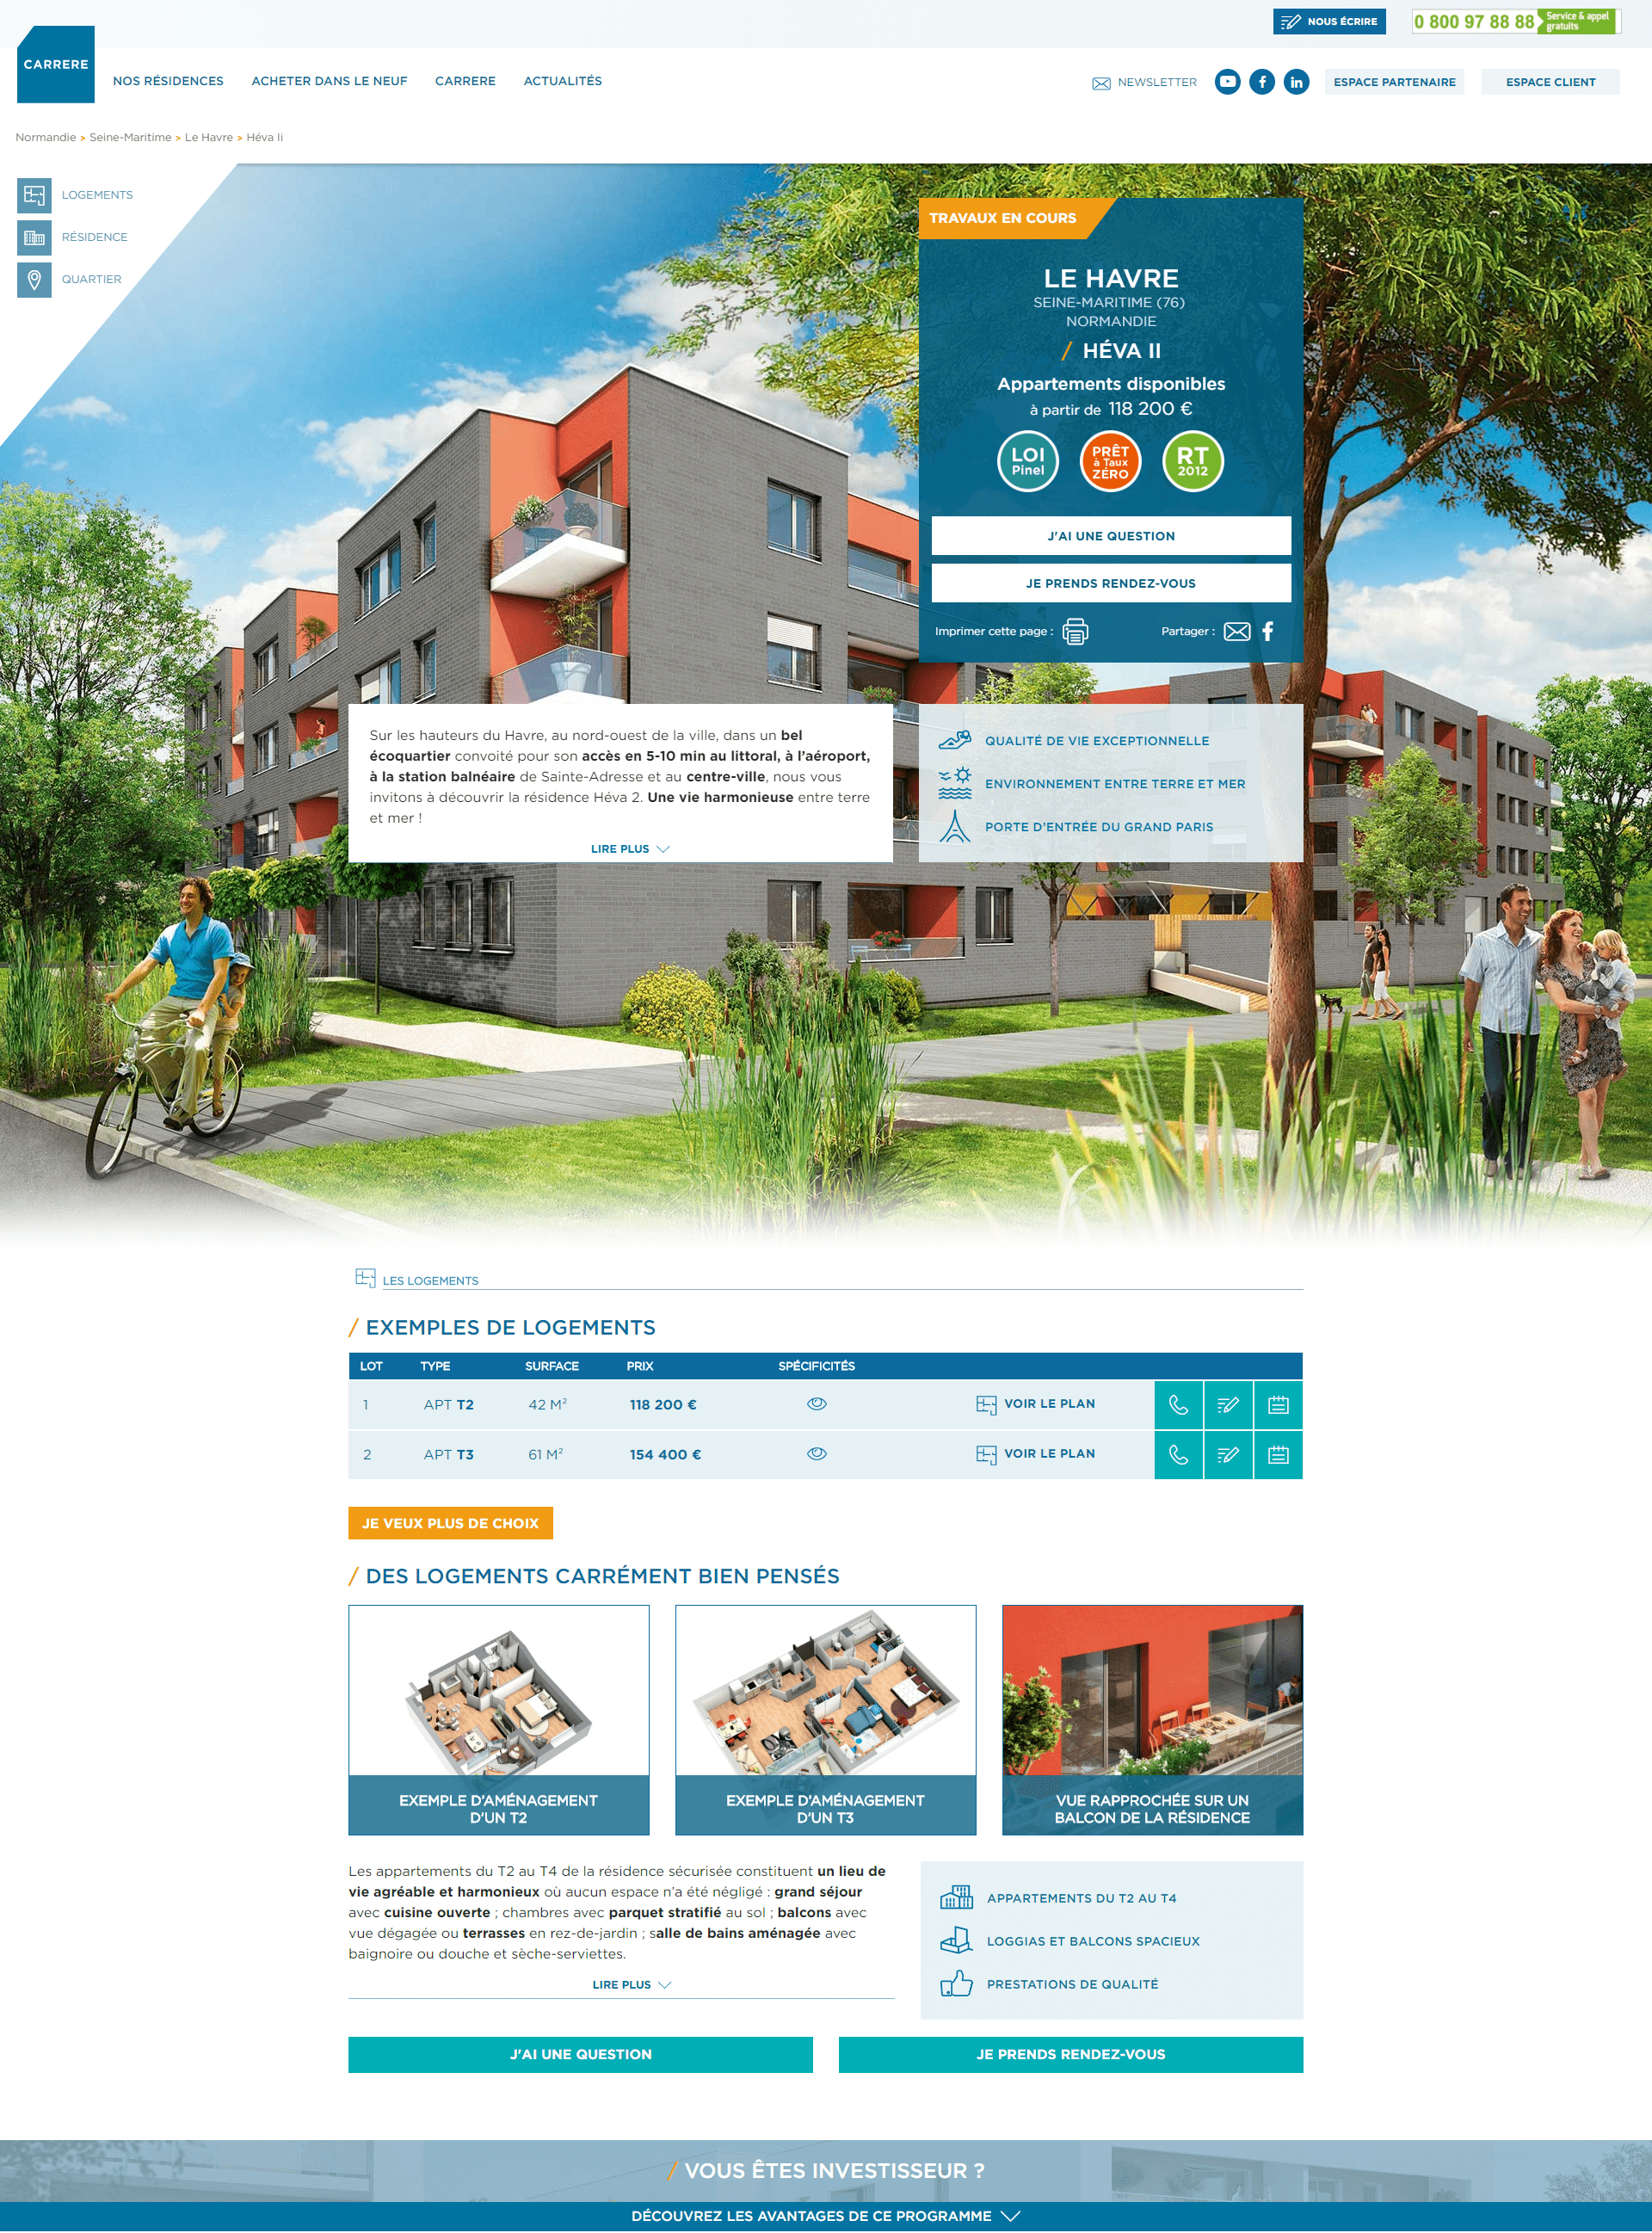 NOUS ÉCRIRE
0 800 97 88 88 Service & appel gratuits
CARRERE
NOS RÉSIDENCES ACHETER DANS LE NEUF CARRERE ACTUALITÉS
NEWSLETTER
ESPACE PARTENAIRE
ESPACE CLIENT
Normandie > Seine-Maritime > Le Havre > Héva Ii
LOGEMENTS
RÉSIDENCE
QUARTIER
TRAVAUX EN COURS
LE HAVRE
SEINE-MARITIME (76)
NORMANDIE
/ HÉVA II
Appartements disponibles
à partir de 118 200 €
LOI Pinel
PRÊT à Taux ZÉRO
RT 2012
J'AI UNE QUESTION
JE PRENDS RENDEZ-VOUS
Imprimer cette page :
Partager :
Sur les hauteurs du Havre, au nord-ouest de la ville, dans un bel
écoquartier convoité pour son accès en 5-10 min au littoral, à l'aéroport,
à la station balnéaire de Sainte-Adresse et au centre-ville, nous vous
invitons à découvrir la résidence Héva 2. Une vie harmonieuse entre terre
et mer !
LIRE PLUS
QUALITÉ DE VIE EXCEPTIONNELLE
ENVIRONNEMENT ENTRE TERRE ET MER
PORTE D'ENTRÉE DU GRAND PARIS
LES LOGEMENTS
/ EXEMPLES DE LOGEMENTS
LOT TYPE SURFACE PRIX SPÉCIFICITÉS
1 APT T2 42 M² 118 200 € VOIR LE PLAN
2 APT T3 61 M² 154 400 € VOIR LE PLAN
JE VEUX PLUS DE CHOIX
/ DES LOGEMENTS CARRÉMENT BIEN PENSÉS
EXEMPLE D'AMÉNAGEMENT
D'UN T2
EXEMPLE D'AMÉNAGEMENT
D'UN T3
VUE RAPPROCHÉE SUR UN
BALCON DE LA RÉSIDENCE
Les appartements du T2 au T4 de la résidence sécurisée constituent un lieu de
vie agréable et harmonieux où aucun espace n'a été négligé : grand séjour
avec cuisine ouverte ; chambres avec parquet stratifié au sol ; balcons avec
vue dégagée ou terrasses en rez-de-jardin ; salle de bains aménagée avec
baignoire ou douche et sèche-serviettes.
LIRE PLUS
APPARTEMENTS DU T2 AU T4
LOGGIAS ET BALCONS SPACIEUX
PRESTATIONS DE QUALITÉ
J'AI UNE QUESTION
JE PRENDS RENDEZ-VOUS
/ VOUS ÊTES INVESTISSEUR ?
DÉCOUVREZ LES AVANTAGES DE CE PROGRAMME